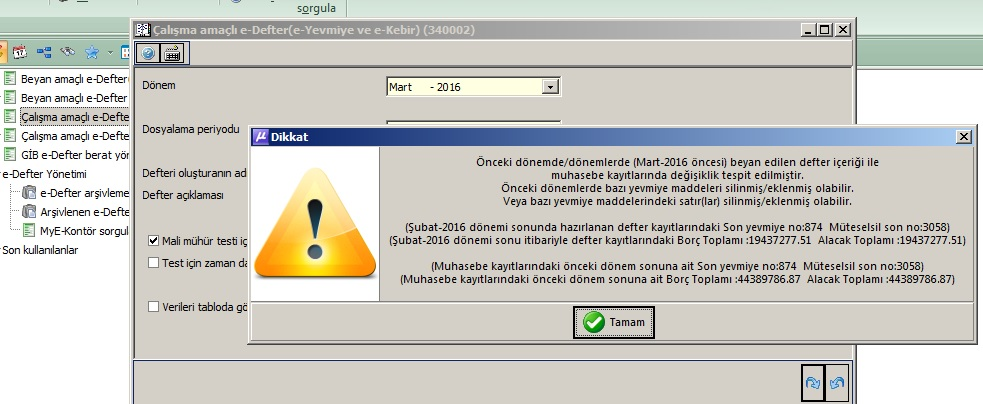 sorgula
Çalışma amaçlı e-Defter(e-Yevmiye ve e-Kebir) (340002)
Beyan amaçlı e-Defter(
Beyan amaçlı e-Defter
Çalışma amaçlı e-Defte
Çalışma amaçlı e-Defte
GİB e-Defter berat yör
e-Defter Yönetimi
e-Defter arşivleme
Arşivlenen e-Defte
MyE-Kontör sorgula
Son kullanılanlar
Dönem
Mart - 2016
Dosyalama periyodu
Defteri oluşturanın ad
Defter açıklaması
Mali mühür testi iç
Test için zaman da
Verileri tabloda gö
Dikkat
Önceki dönemde/dönemlerde (Mart-2016 öncesi) beyan edilen defter içeriği ile
muhasebe kayıtlarında değişiklik tespit edilmiştir.
Önceki dönemlerde bazı yevmiye maddeleri silinmiş/eklenmiş olabilir.
Veya bazı yevmiye maddelerindeki satır(lar) silinmiş/eklenmiş olabilir.
(Şubat-2016 dönemi sonunda hazırlanan defter kayıtlarındaki Son yevmiye no:874 Müteselsil son no:3058)
(Şubat-2016 dönemi sonu itibariyle defter kayıtlarındaki Borç Toplamı :19437277.51 Alacak Toplamı :19437277.51)
(Muhasebe kayıtlarındaki önceki dönem sonuna ait Son yevmiye no:874 Müteselsil son no:3058)
(Muhasebe kayıtlarındaki önceki dönem sonuna ait Borç Toplamı :44389786.87 Alacak Toplamı :44389786.87)
Tamam